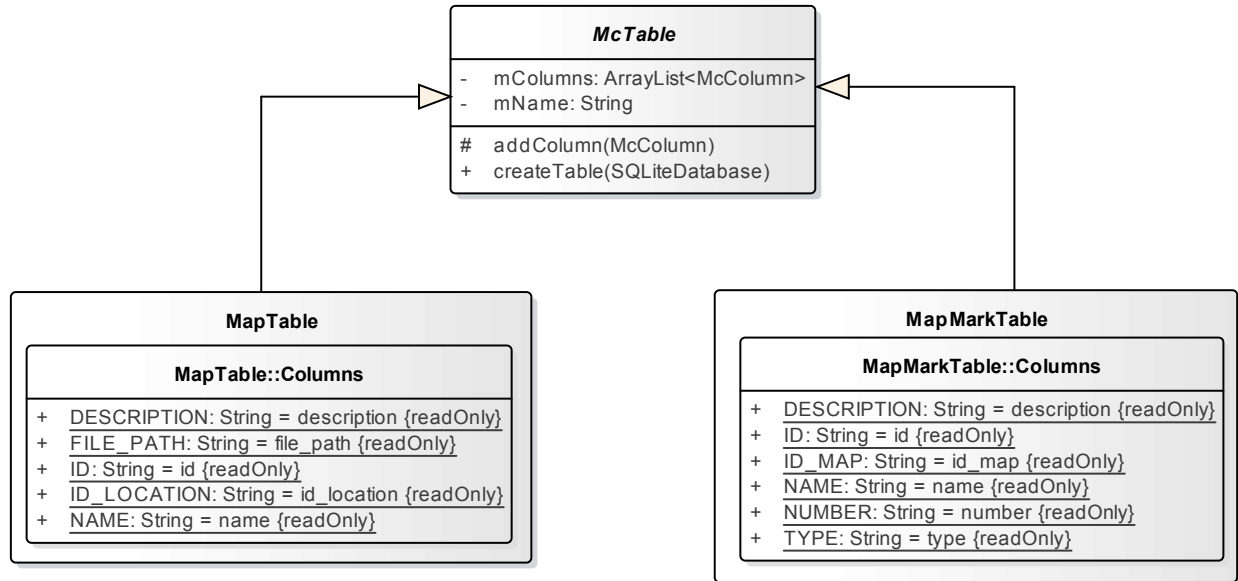 McTable
- mColumns: ArrayList<McColumn>
- mName: String
# addColumn(McColumn)
+ createTable(SQLiteDatabase)
MapTable
MapTable::Columns
+ DESCRIPTION: String = description {readOnly}
+ FILE_PATH: String = file_path {readOnly}
+ ID: String = id {readOnly}
+ ID_LOCATION: String = id_location {readOnly}
+ NAME: String = name {readOnly}
MapMarkTable
MapMarkTable::Columns
+ DESCRIPTION: String = description {readOnly}
+ ID: String = id {readOnly}
+ ID_MAP: String = id_map {readOnly}
+ NAME: String = name {readOnly}
+ NUMBER: String = number {readOnly}
+ TYPE: String = type {readOnly}